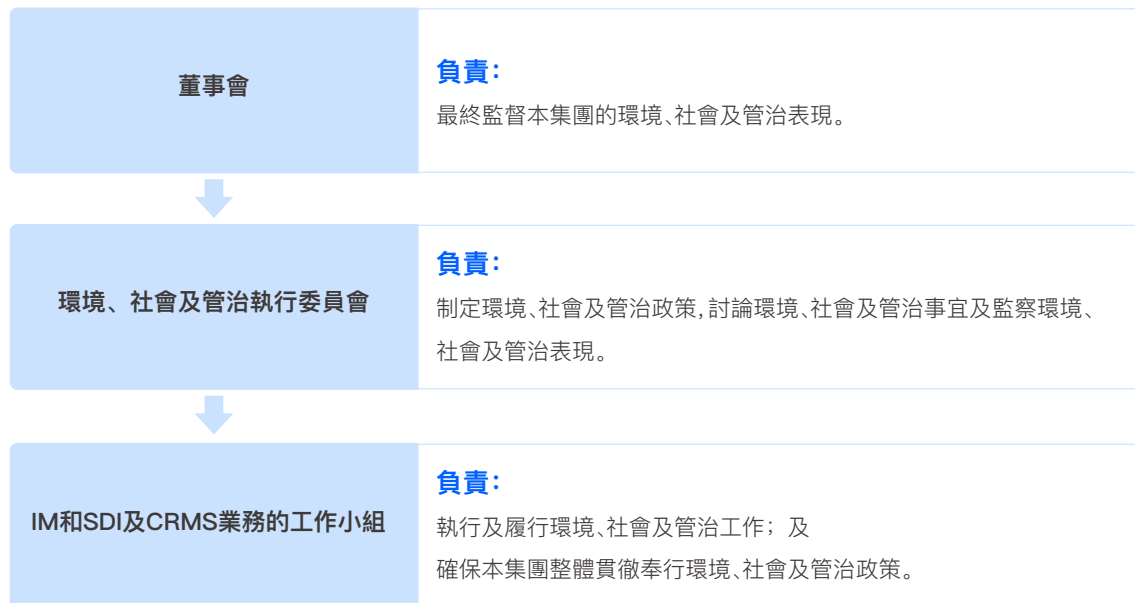 董事會
負責：
最終監督本集團的環境、社會及管治表現。
環境、社會及管治執行委員會
負責：
制定環境、社會及管治政策，討論環境、社會及管治事宜及監察環境、
社會及管治表現。
IM和SDI及CRMS業務的工作小組
負責：
執行及履行環境、社會及管治工作；及
確保本集團整體貫徹奉行環境、社會及管治政策。